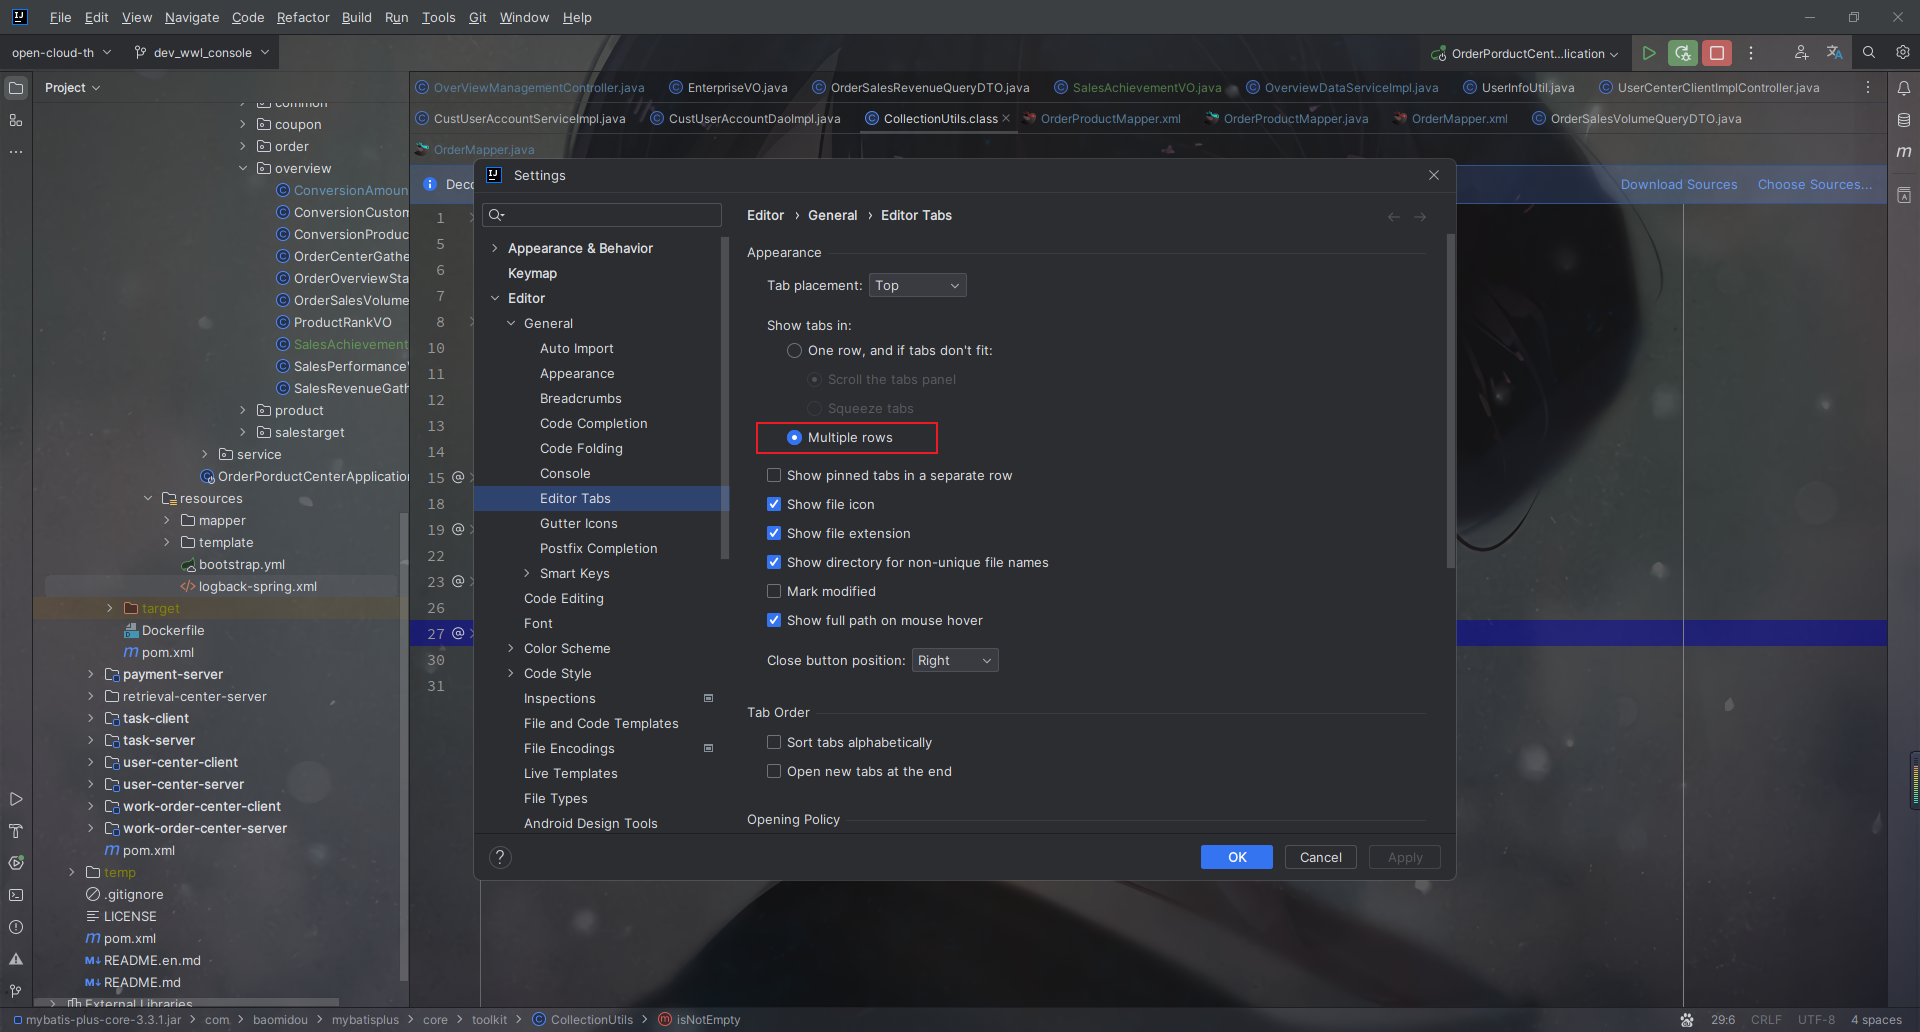 File Edit View Navigate Code Refactor Build Run Tools Git Window Help
open-cloud-th dev_wwl_console OrderPorductCent...lication
Project
OverViewManagementController.java EnterpriseVO.java OrderSalesRevenueQueryDTO.java SalesAchievementVO.java OverviewDataServiceImpl.java UserInfoUtil.java UserCenterClientImplController.java
CustUserAccountServiceImpl.java CustUserAccountDaoImpl.java CollectionUtils.class OrderProductMapper.xml OrderProductMapper.java OrderMapper.xml OrderSalesVolumeQueryDTO.java
OrderMapper.java
Deco Download Sources Choose Sources...
common
coupon
order
overview
ConversionAmoun
ConversionCustom
ConversionProduc
OrderCenterGathe
OrderOverviewSta
OrderSalesVolume
ProductRankVO
SalesAchievement
SalesPerformance
SalesRevenueGath
product
salestarget
service
OrderPorductCenterApplication
resources
mapper
template
bootstrap.yml
logback-spring.xml
target
Dockerfile
pom.xml
payment-server
retrieval-center-server
task-client
task-server
user-center-client
user-center-server
work-order-center-client
work-order-center-server
pom.xml
temp
.gitignore
LICENSE
pom.xml
README.en.md
README.md
External Libraries
1
5
6
7
8
10
11
12
13
14
15 @
18
19 @
22
23 @
26
27 @
30
31
Settings
Appearance & Behavior
Keymap
Editor
General
Auto Import
Appearance
Breadcrumbs
Code Completion
Code Folding
Console
Editor Tabs
Gutter Icons
Postfix Completion
Smart Keys
Code Editing
Font
Color Scheme
Code Style
Inspections
File and Code Templates
File Encodings
Live Templates
File Types
Android Design Tools
Editor › General › Editor Tabs
Appearance
Tab placement: Top
Show tabs in:
One row, and if tabs don't fit:
Scroll the tabs panel
Squeeze tabs
Multiple rows
Show pinned tabs in a separate row
Show file icon
Show file extension
Show directory for non-unique file names
Mark modified
Show full path on mouse hover
Close button position: Right
Tab Order
Sort tabs alphabetically
Open new tabs at the end
Opening Policy
? OK Cancel Apply
mybatis-plus-core-3.3.1.jar › com › baomidou › mybatisplus › core › toolkit › CollectionUtils › isNotEmpty 29:6 CRLF UTF-8 4 spaces